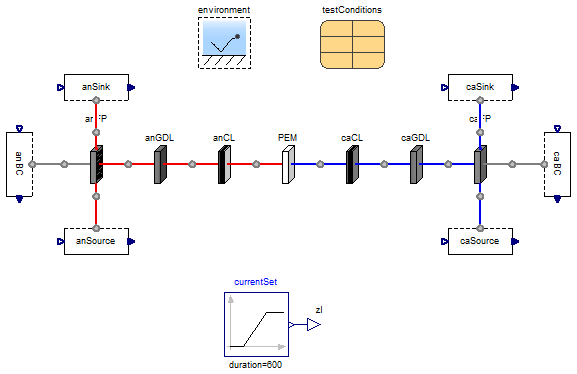 environment
testConditions
anSink
caSink
anFP
caFP
anGDL
anCL
PEM
caCL
caGDL
anBC
caBC
anSource
caSource
currentSet
zI
duration=600